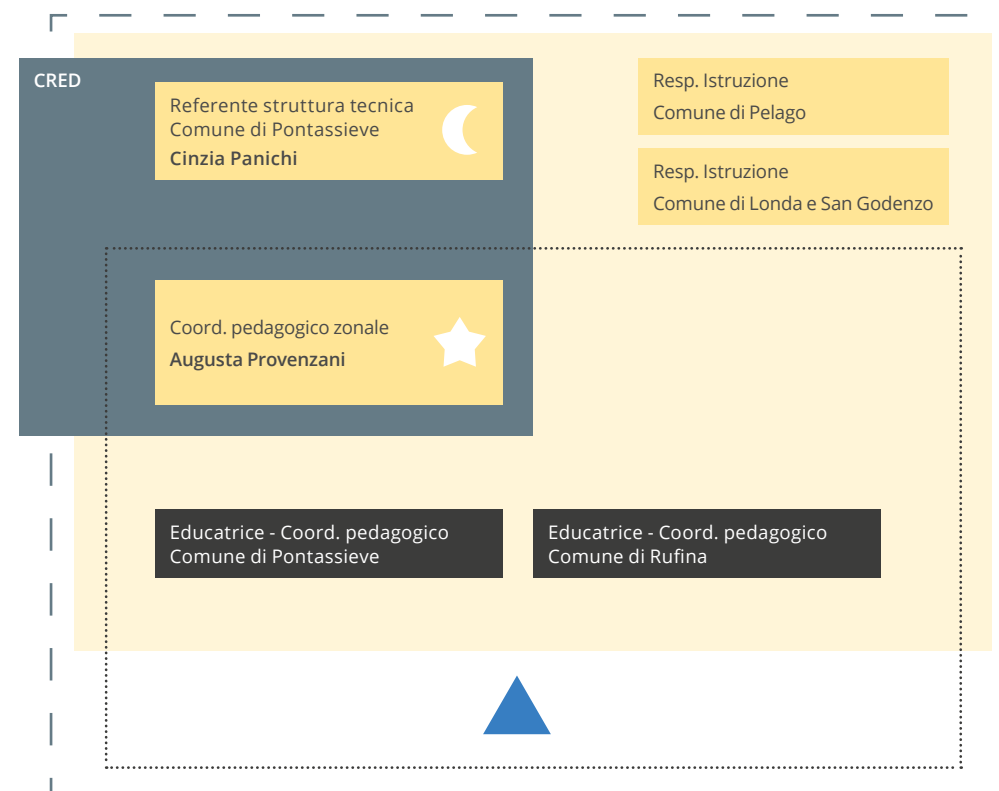 CRED
Referente struttura tecnica
Comune di Pontassieve
Cinzia Panichi
Resp. Istruzione
Comune di Pelago
Resp. Istruzione
Comune di Londa e San Godenzo
Coord. pedagogico zonale
Augusta Provenzani
Educatrice - Coord. pedagogico
Comune di Pontassieve
Educatrice - Coord. pedagogico
Comune di Rufina